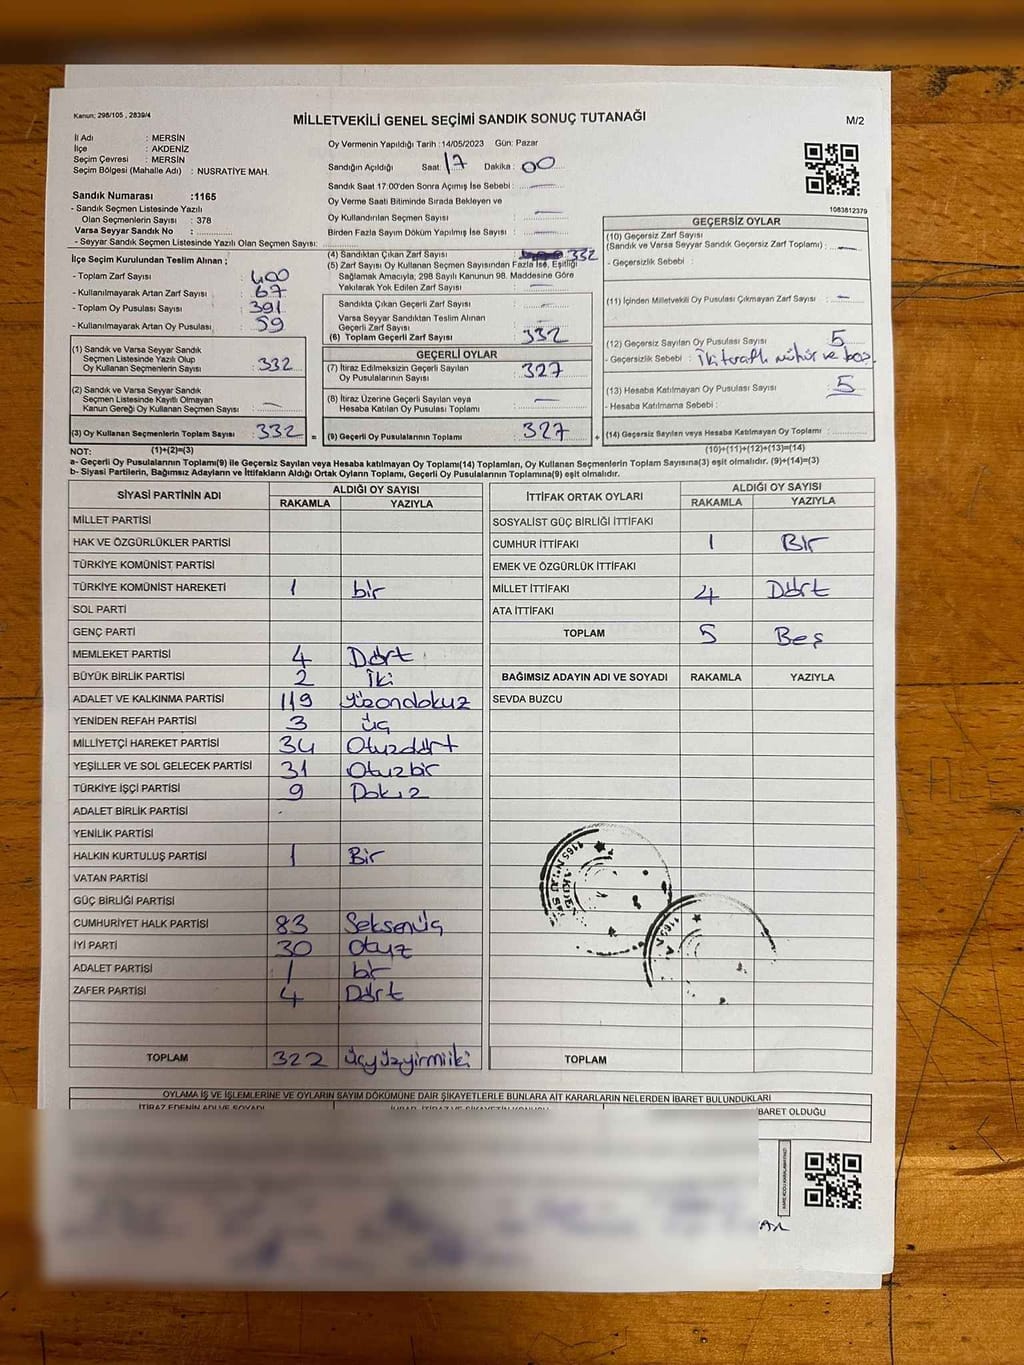 Kanun; 298/105 , 2839/4
MİLLETVEKİLİ GENEL SEÇİMİ SANDIK SONUÇ TUTANAĞI
M/2
İl Adı : MERSİN
İlçe : AKDENİZ
Seçim Çevresi : MERSİN
Seçim Bölgesi (Mahalle Adı) : NUSRATİYE MAH.
Sandık Numarası :1165
- Sandık Seçmen Listesinde Yazılı
Olan Seçmenlerin Sayısı : 378
Varsa Seyyar Sandık No :
- Seyyar Sandık Seçmen Listesinde Yazılı Olan Seçmen Sayısı:
Oy Vermenin Yapıldığı Tarih : 14/05/2023 Gün: Pazar
Sandığın Açıldığı Saat: 17 Dakika : 00
Sandık Saat 17:00'den Sonra Açımış İse Sebebi : —
Oy Verme Saati Bitiminde Sırada Bekleyen ve
Oy Kullandırılan Seçmen Sayısı : —
Birden Fazla Sayım Döküm Yapılmış İse Sayısı : —
1083812379
İlçe Seçim Kurulundan Teslim Alınan ;
- Toplam Zarf Sayısı : 400
- Kullanılmayarak Artan Zarf Sayısı : 67
- Toplam Oy Pusulası Sayısı : 391
- Kullanılmayarak Artan Oy Pusulası : 59
(1) Sandık ve Varsa Seyyar Sandık
Seçmen Listesinde Yazılı Olup
Oy Kullanan Seçmenlerin Sayısı : 332
(2) Sandık ve Varsa Seyyar Sandık
Seçmen Listesinde Kayıtlı Olmayan
Kanun Gereği Oy Kullanan Seçmen Sayısı : —
(3) Oy Kullanan Seçmenlerin Toplam Sayısı : 332 =
(4) Sandıktan Çıkan Zarf Sayısı : 332
(5) Zarf Sayısı Oy Kullanan Seçmen Sayısından Fazla İse, Eşitliği
Sağlamak Amacıyla, 298 Sayılı Kanunun 98. Maddesine Göre
Yakılarak Yok Edilen Zarf Sayısı : —
Sandıkta Çıkan Geçerli Zarf Sayısı : —
Varsa Seyyar Sandıktan Teslim Alınan
Geçerli Zarf Sayısı : —
(6) Toplam Geçerli Zarf Sayısı : 332
GEÇERLİ OYLAR
(7) İtiraz Edilmeksizin Geçerli Sayılan
Oy Pusulalarının Sayısı : 327
(8) İtiraz Üzerine Geçerli Sayılan veya
Hesaba Katılan Oy Pusulası Toplamı : —
(9) Geçerli Oy Pusulalarının Toplamı : 327 +
GEÇERSİZ OYLAR
(10) Geçersiz Zarf Sayısı
(Sandık ve Varsa Seyyar Sandık Geçersiz Zarf Toplamı) : —
- Geçersizlik Sebebi :
(11) İçinden Milletvekili Oy Pusulası Çıkmayan Zarf Sayısı : —
(12) Geçersiz Sayılan Oy Pusulası Sayısı : 5
- Geçersizlik Sebebi : İki taraflı mühür ve boş
(13) Hesaba Katılmayan Oy Pusulası Sayısı : 5
- Hesaba Katılmama Sebebi :
(14) Geçersiz Sayılan veya Hesaba Katılmayan Oy Pusulası Toplamı :
NOT: (1)+(2)=(3) (10)+(11)+(12)+(13)=(14)
a- Geçerli Oy Pusulalarının Toplamı(9) ile Geçersiz Sayılan veya Hesaba katılmayan Oy Toplamı(14) Toplamları, Oy Kullanan Seçmenlerin Toplam Sayısına(3) eşit olmalıdır. (9)+(14)=(3)
b- Siyasi Partilerin, Bağımsız Adayların ve İttifakların Aldığı Ortak Oyların Toplamı, Geçerli Oy Pusulalarının Toplamına(9) eşit olmalıdır.
SİYASİ PARTİNİN ADI ALDIĞI OY SAYISI
RAKAMLA YAZIYLA
MİLLET PARTİSİ
HAK VE ÖZGÜRLÜKLER PARTİSİ
TÜRKİYE KOMÜNİST PARTİSİ
TÜRKİYE KOMÜNİST HAREKETİ 1 bir
SOL PARTİ
GENÇ PARTİ
MEMLEKET PARTİSİ 4 Dört
BÜYÜK BİRLİK PARTİSİ 2 İki
ADALET VE KALKINMA PARTİSİ 119 Yüzondokuz
YENİDEN REFAH PARTİSİ 3 üç
MİLLİYETÇİ HAREKET PARTİSİ 34 Otuzdört
YEŞİLLER VE SOL GELECEK PARTİSİ 31 Otuzbir
TÜRKİYE İŞÇİ PARTİSİ 9 Dokuz
ADALET BİRLİK PARTİSİ
YENİLİK PARTİSİ
HALKIN KURTULUŞ PARTİSİ 1 Bir
VATAN PARTİSİ
GÜÇ BİRLİĞİ PARTİSİ
CUMHURİYET HALK PARTİSİ 83 Seksenüç
İYİ PARTİ 30 Otuz
ADALET PARTİSİ 1 bir
ZAFER PARTİSİ 4 Dört
TOPLAM 322 üçyüzyirmiiki
İTTİFAK ORTAK OYLARI ALDIĞI OY SAYISI
RAKAMLA YAZIYLA
SOSYALİST GÜÇ BİRLİĞİ İTTİFAKI
CUMHUR İTTİFAKI 1 Bir
EMEK VE ÖZGÜRLÜK İTTİFAKI
MİLLET İTTİFAKI 4 Dört
ATA İTTİFAKI
TOPLAM 5 Beş
BAĞIMSIZ ADAYIN ADI VE SOYADI RAKAMLA YAZIYLA
SEVDA BUZCU
TOPLAM
OYLAMA İŞ VE İŞLEMLERİNE VE OYLARIN SAYIM DÖKÜMÜNE DAİR ŞİKAYETLERLE BUNLARA AİT KARARLARIN NELERDEN İBARET BULUNDUKLARI
İTİRAZ EDENİN ADI VE SOYADI
BARET OLDUĞU